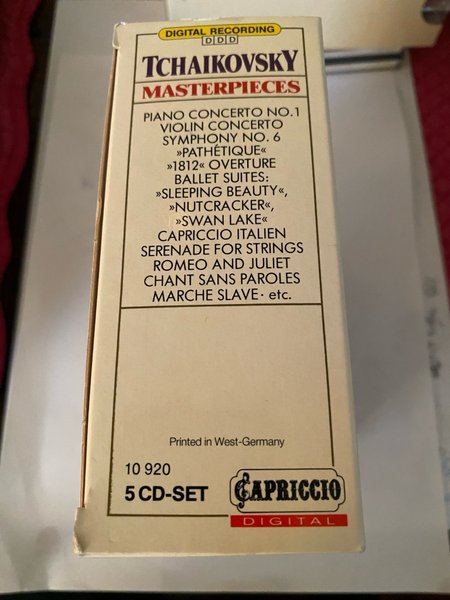 DIGITAL RECORDING
DDD
TCHAIKOVSKY
MASTERPIECES
PIANO CONCERTO NO.1
VIOLIN CONCERTO
SYMPHONY NO. 6
»PATHÉTIQUE«
»1812« OVERTURE
BALLET SUITES:
»SLEEPING BEAUTY«,
»NUTCRACKER«,
»SWAN LAKE«
CAPRICCIO ITALIEN
SERENADE FOR STRINGS
ROMEO AND JULIET
CHANT SANS PAROLES
MARCHE SLAVE · etc.
Printed in West-Germany
10 920
5 CD-SET
CAPRICCIO
DIGITAL